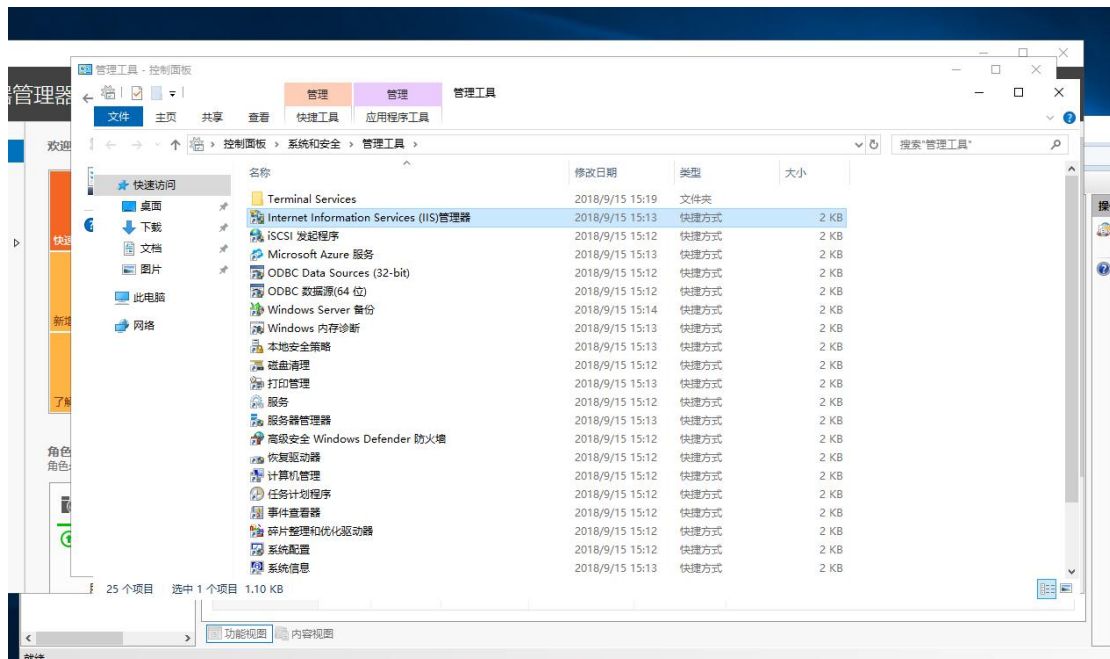 管理工具 - 控制面板
管理 管理 管理工具
器管理器
文件 主页 共享 查看 快捷工具 应用程序工具
欢迎
控制面板 › 系统和安全 › 管理工具 ›
搜索"管理工具"
名称 修改日期 类型 大小
快速访问
桌面
下载
文档
图片
此电脑
网络
Terminal Services 2018/9/15 15:19 文件夹
Internet Information Services (IIS)管理器 2018/9/15 15:13 快捷方式 2 KB
iSCSI 发起程序 2018/9/15 15:12 快捷方式 2 KB
Microsoft Azure 服务 2018/9/15 15:13 快捷方式 2 KB
ODBC Data Sources (32-bit) 2018/9/15 15:12 快捷方式 2 KB
ODBC 数据源(64 位) 2018/9/15 15:12 快捷方式 2 KB
Windows Server 备份 2018/9/15 15:14 快捷方式 2 KB
Windows 内存诊断 2018/9/15 15:13 快捷方式 2 KB
本地安全策略 2018/9/15 15:13 快捷方式 2 KB
磁盘清理 2018/9/15 15:12 快捷方式 2 KB
打印管理 2018/9/15 15:13 快捷方式 2 KB
服务 2018/9/15 15:12 快捷方式 2 KB
服务器管理器 2018/9/15 15:13 快捷方式 2 KB
高级安全 Windows Defender 防火墙 2018/9/15 15:12 快捷方式 2 KB
恢复驱动器 2018/9/15 15:12 快捷方式 2 KB
计算机管理 2018/9/15 15:12 快捷方式 2 KB
任务计划程序 2018/9/15 15:12 快捷方式 2 KB
事件查看器 2018/9/15 15:12 快捷方式 2 KB
碎片整理和优化驱动器 2018/9/15 15:12 快捷方式 2 KB
系统配置 2018/9/15 15:12 快捷方式 2 KB
系统信息 2018/9/15 15:13 快捷方式 2 KB
快速
新增
了解
角色
角色:
操
25 个项目 选中 1 个项目 1.10 KB
功能视图 内容视图
就绪